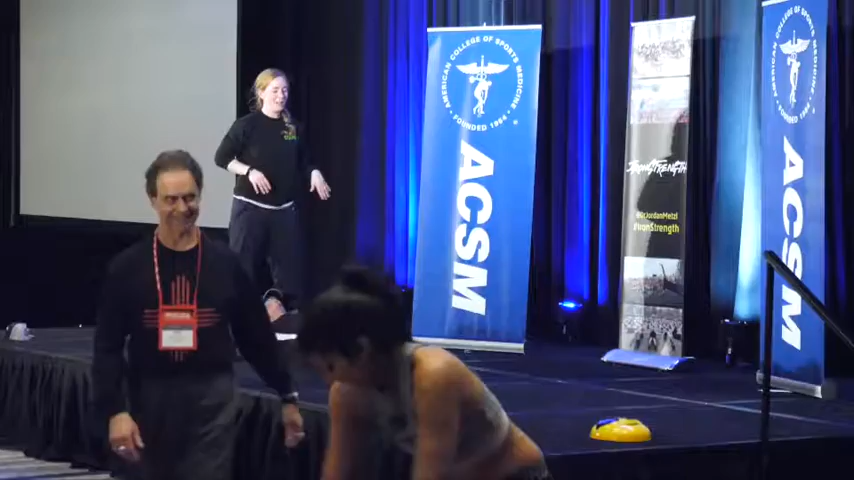 AMERICAN COLLEGE OF SPORTS MEDICINE
FOUNDED 1954
ACSM
IRONSTRENGTH
@DrJordanMetzl
#IronStrength
AMERICAN COLLEGE OF SPORTS MEDICINE
FOUNDED 1954
ACSM